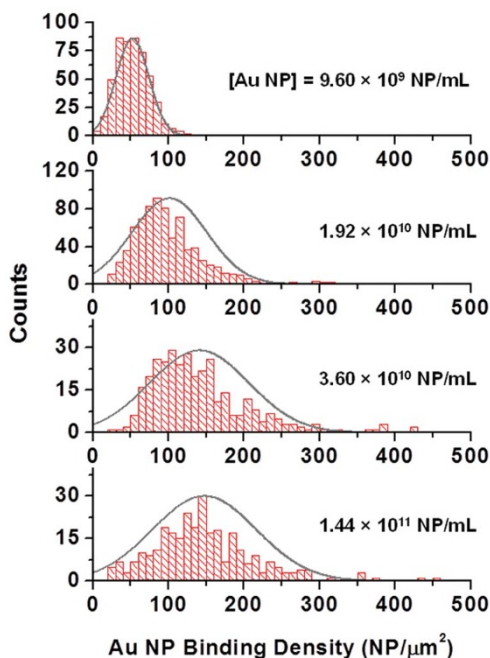 100
75
50
25
0
[Au NP] = 9.60 × 10⁹ NP/mL
0 100 200 300 400 500
120
80
40
0
1.92 × 10¹⁰ NP/mL
0 100 200 300 400 500
30
15
0
3.60 × 10¹⁰ NP/mL
0 100 200 300 400 500
30
15
0
1.44 × 10¹¹ NP/mL
0 100 200 300 400 500
Counts
Au NP Binding Density (NP/μm²)